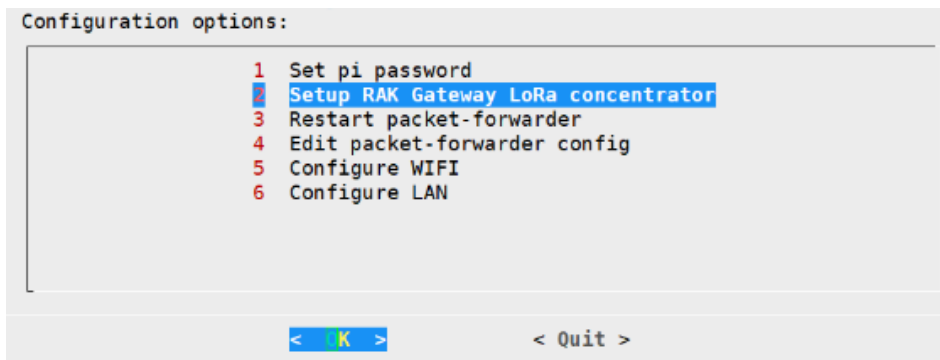 Configuration options:
1 Set pi password
2 Setup RAK Gateway LoRa concentrator
3 Restart packet-forwarder
4 Edit packet-forwarder config
5 Configure WIFI
6 Configure LAN
< OK > < Quit >